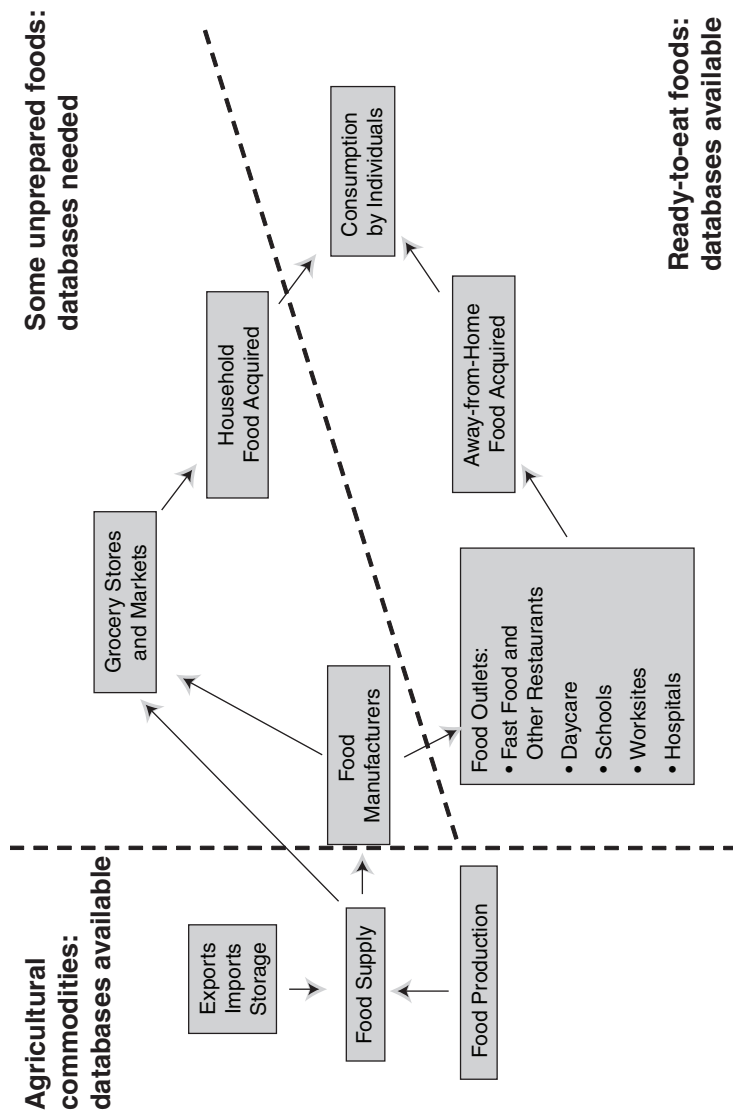 Agricultural
commodities:
databases available
Some unprepared foods:
databases needed
Ready-to-eat foods:
databases available
Exports
Imports
Storage
Food Supply
Food Production
Food
Manufacturers
Grocery Stores
and Markets
Household
Food Acquired
Food Outlets:
• Fast Food and
Other Restaurants
• Daycare
• Schools
• Worksites
• Hospitals
Away-from-Home
Food Acquired
Consumption
by Individuals